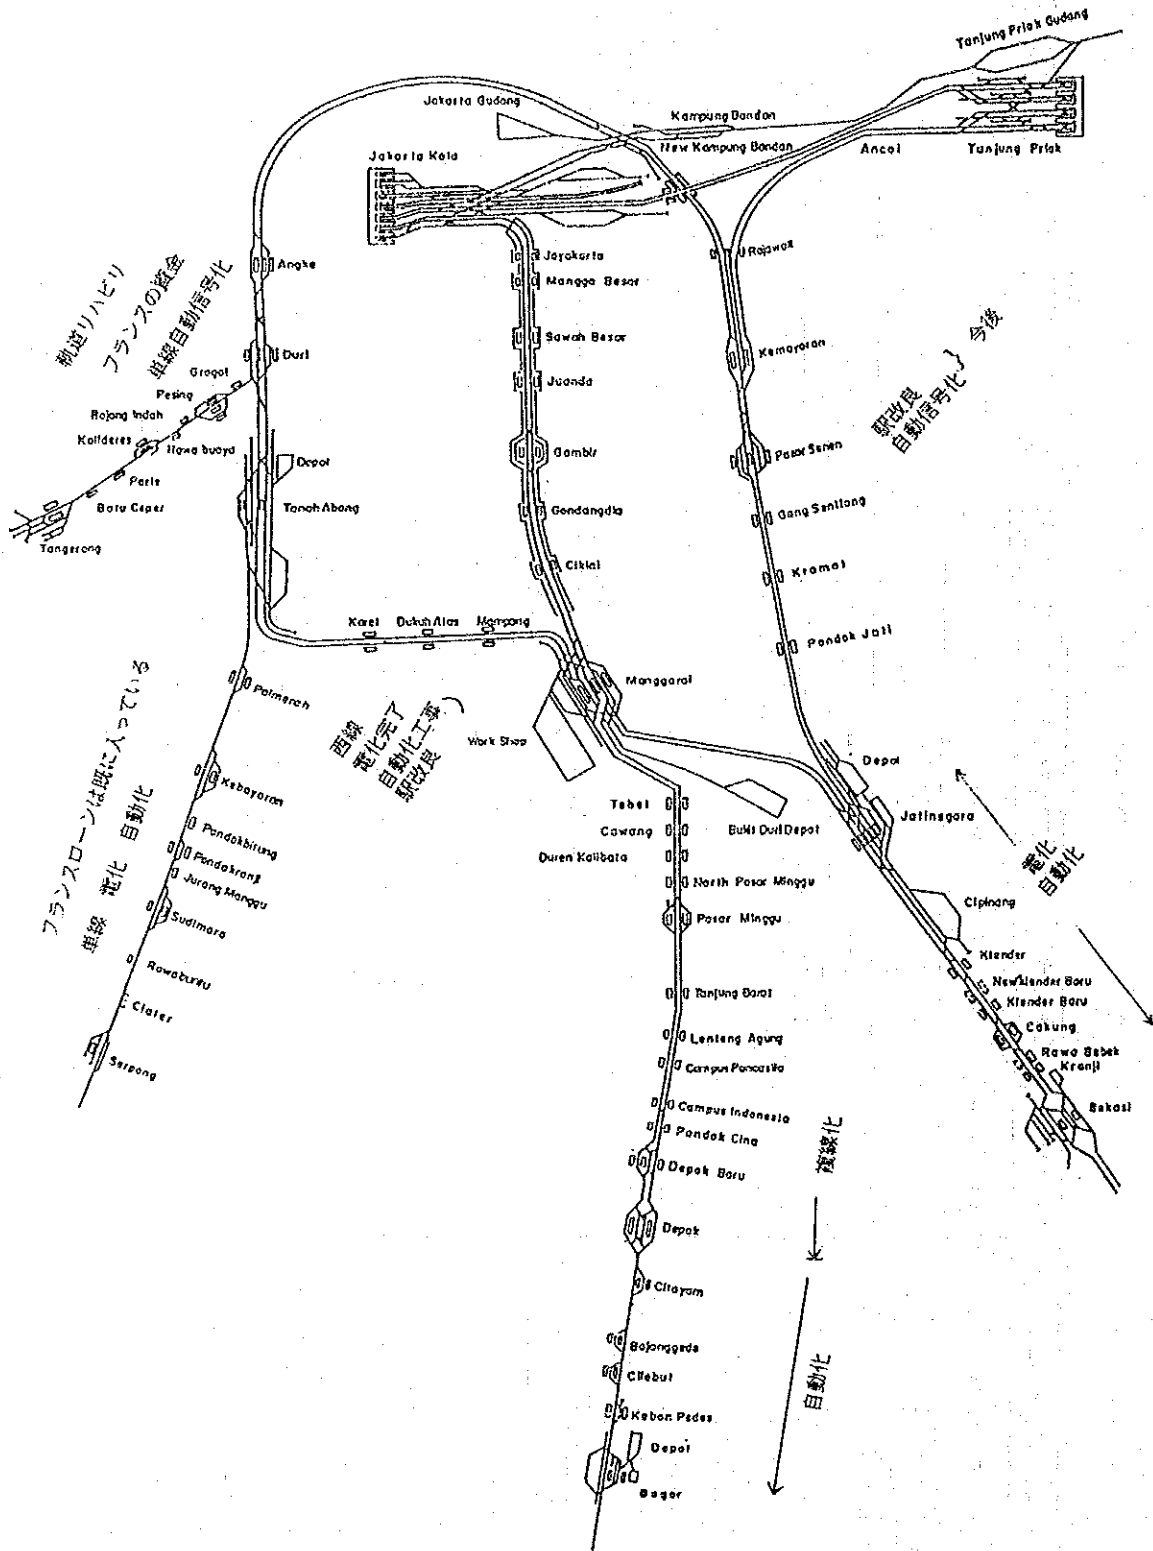 Tanjung Priok Gudang
Jakarta Gudang
Kampung Bandan
New Kampung Bandan
Ancol
Tanjung Priok
Jakarta Kota
Jayakarta
Mangga Besar
Sawah Besar
Juanda
Gambir
Gondangdia
Cikini
Manggarai
Rajawali
Kemayoran
Pasar Senen
Gang Sentiong
Kramat
Pondok Jati
Depot
Jatinegara
Cipinang
Klender
New Klender Baru
Klender Baru
Cakung
Rawa Bebek
Kranji
Bekasi
駅改良
自動信号化
今後
電化
自動化
Angke
Duri
Grogol
Pesing
Bojong Indah
Kalideres
Rawa buaya
Poris
Batu Ceper
Tangerang
軌道リハビリ
フランスの資金
単線自動信号化
Depot
Tanah Abang
Karet
Dukuh Atas
Mampang
西線
電化完了
自動化工事
駅改良
Work Shop
Bukit Duri Depot
Palmerah
Kebayoran
Pondokbitung
Pondokranji
Jurang Manggu
Sudimara
Rawabuntu
Ciater
Serpong
フランスローンは既に入っている
単線 電化 自動化
Tebet
Cawang
Duren Kalibata
North Pasar Minggu
Pasar Minggu
Tanjung Barat
Lenteng Agung
Campus Pancasila
Campus Indonesia
Pondok Cina
Depok Baru
Depok
Citayam
Bojonggede
Cilebut
Kebon Pedes
Depot
Bogor
複線化
自動化